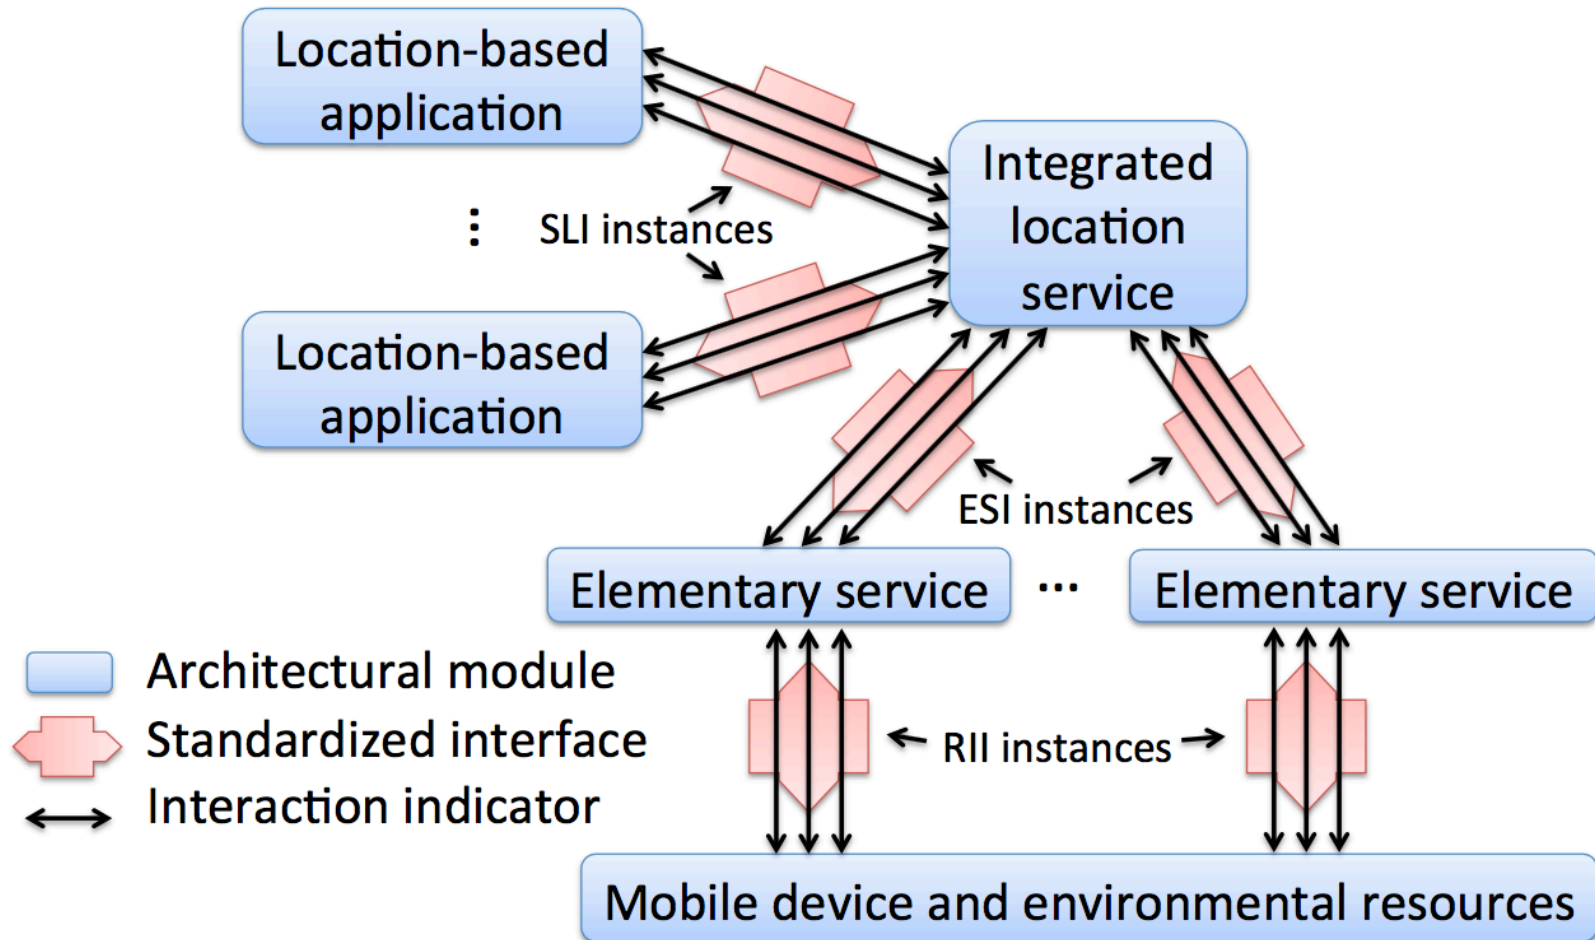 Location-based
application
Integrated
location
service
⋮
SLI instances
Location-based
application
ESI instances
Elementary service
...
Elementary service
Architectural module
Standardized interface
Interaction indicator
RII instances
Mobile device and environmental resources